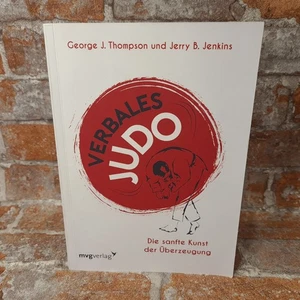 George J. Thompson und Jerry B. Jenkins
VERBALES
JUDO
Die sanfte Kunst
der Überzeugung
mvgverlag